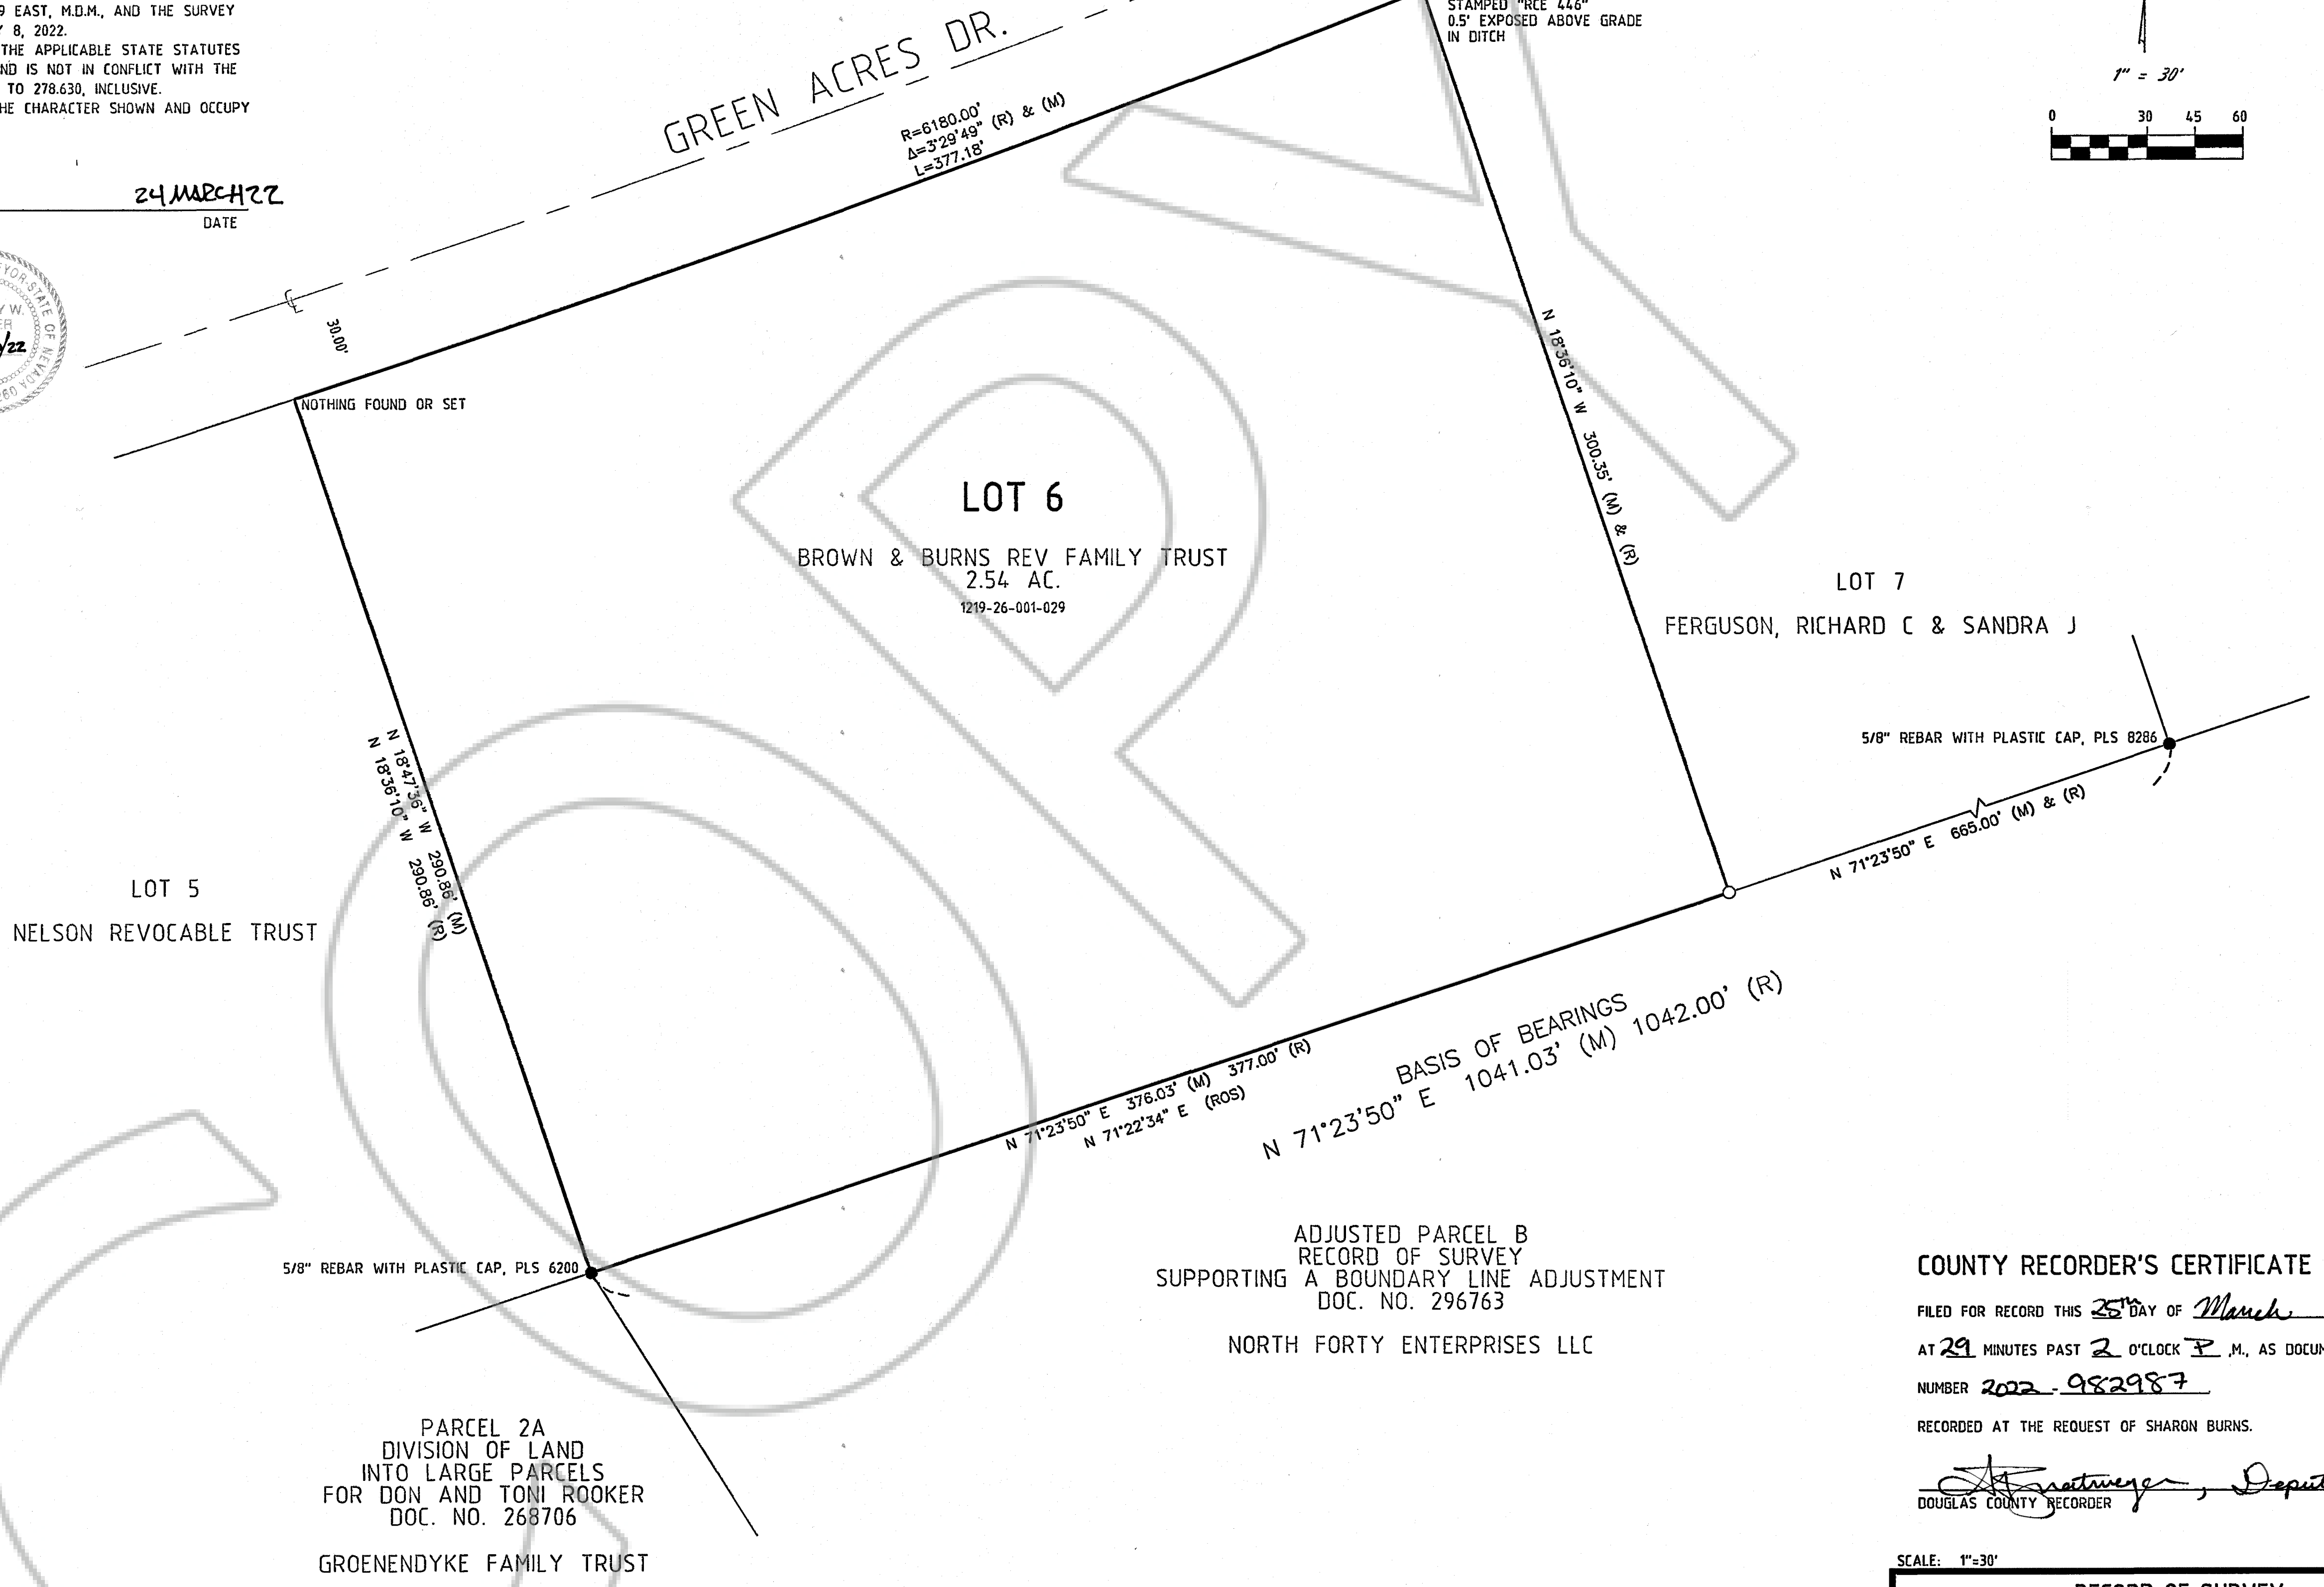 9 EAST, M.D.M., AND THE SURVEY
Y 8, 2022.
THE APPLICABLE STATE STATUTES
ND IS NOT IN CONFLICT WITH THE
TO 278.630, INCLUSIVE.
HE CHARACTER SHOWN AND OCCUPY
24 MARCH 22
DATE
GREEN ACRES DR.
R=6180.00'
Δ=3°29'49" (R) & (M)
L=377.18'
STAMPED "RCE 446"
0.5' EXPOSED ABOVE GRADE
IN DITCH
1" = 30'
0 30 45 60
30.00'
NOTHING FOUND OR SET
N 18°36'10" W 300.35' (M) & (R)
LOT 6
BROWN & BURNS REV FAMILY TRUST
2.54 AC.
1219-26-001-029
LOT 7
FERGUSON, RICHARD C & SANDRA J
5/8" REBAR WITH PLASTIC CAP, PLS 8286
N 71°23'50" E 665.00' (M) & (R)
N 18°47'36" W 290.86' (M)
N 18°36'10" W 290.86' (R)
LOT 5
NELSON REVOCABLE TRUST
N 71°23'50" E 376.03' (M) 377.00' (R)
N 71°22'34" E (ROS)
BASIS OF BEARINGS
N 71°23'50" E 1041.03' (M) 1042.00' (R)
5/8" REBAR WITH PLASTIC CAP, PLS 6200
ADJUSTED PARCEL B
RECORD OF SURVEY
SUPPORTING A BOUNDARY LINE ADJUSTMENT
DOC. NO. 296763
NORTH FORTY ENTERPRISES LLC
PARCEL 2A
DIVISION OF LAND
INTO LARGE PARCELS
FOR DON AND TONI ROOKER
DOC. NO. 268706
GROENENDYKE FAMILY TRUST
COUNTY RECORDER'S CERTIFICATE
FILED FOR RECORD THIS 25th DAY OF March
AT 29 MINUTES PAST 2 O'CLOCK P .M., AS DOCUM
NUMBER 2022 - 982987
RECORDED AT THE REQUEST OF SHARON BURNS.
, Deput
DOUGLAS COUNTY RECORDER
SCALE: 1"=30'
RECORD OF SURVEY
COPY